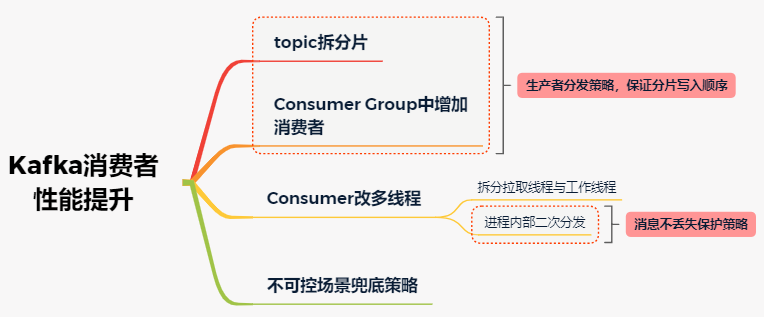 Kafka消费者
性能提升
topic拆分片
Consumer Group中增加
消费者
生产者分发策略，保证分片写入顺序
Consumer改多线程
拆分拉取线程与工作线程
进程内部二次分发
消息不丢失保护策略
不可控场景兜底策略